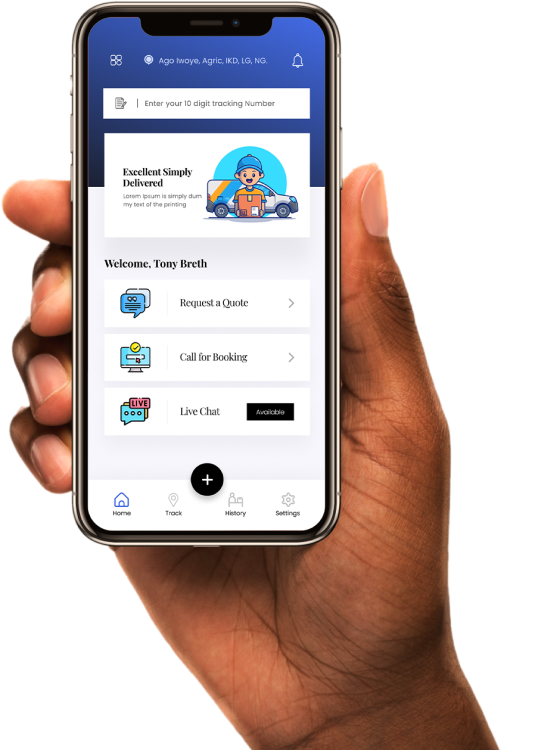 Ago Iwoye, Agric, IKD, LG, NG.
Enter your 10 digit tracking Number
Excellent Simply
Delivered
Lorem Ipsum is simply dum
my text of the printing
Welcome, Tony Breth
Request a Quote
Call for Booking
LIVE
Live Chat
Available
+
Home
Track
History
Settings